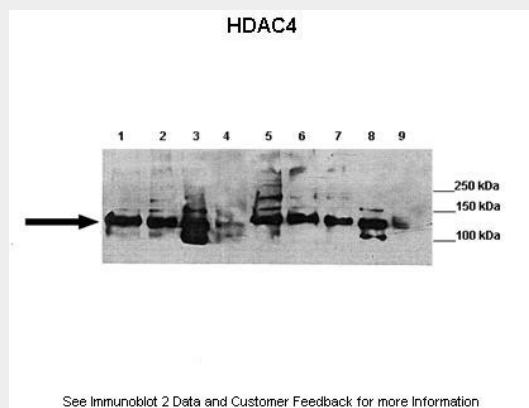 HDAC4
1 2 3 4 5 6 7 8 9
250 kDa
150 kDa
100 kDa
See Immunoblot 2 Data and Customer Feedback for more Information